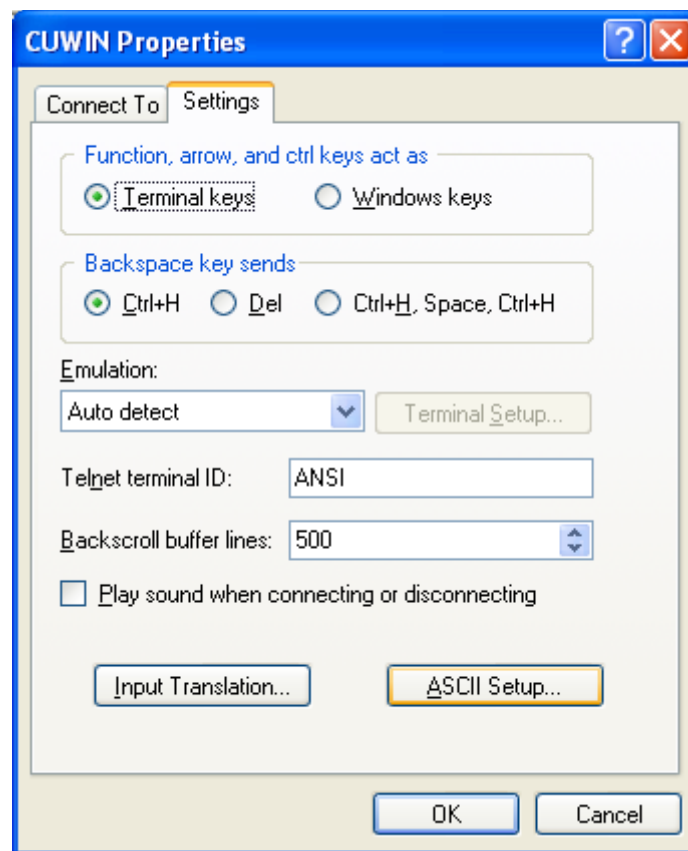 CUWIN Properties
Connect To Settings
Function, arrow, and ctrl keys act as
Terminal keys Windows keys
Backspace key sends
Ctrl+H Del Ctrl+H, Space, Ctrl+H
Emulation:
Auto detect Terminal Setup...
Telnet terminal ID: ANSI
Backscroll buffer lines: 500
Play sound when connecting or disconnecting
Input Translation... ASCII Setup...
OK Cancel